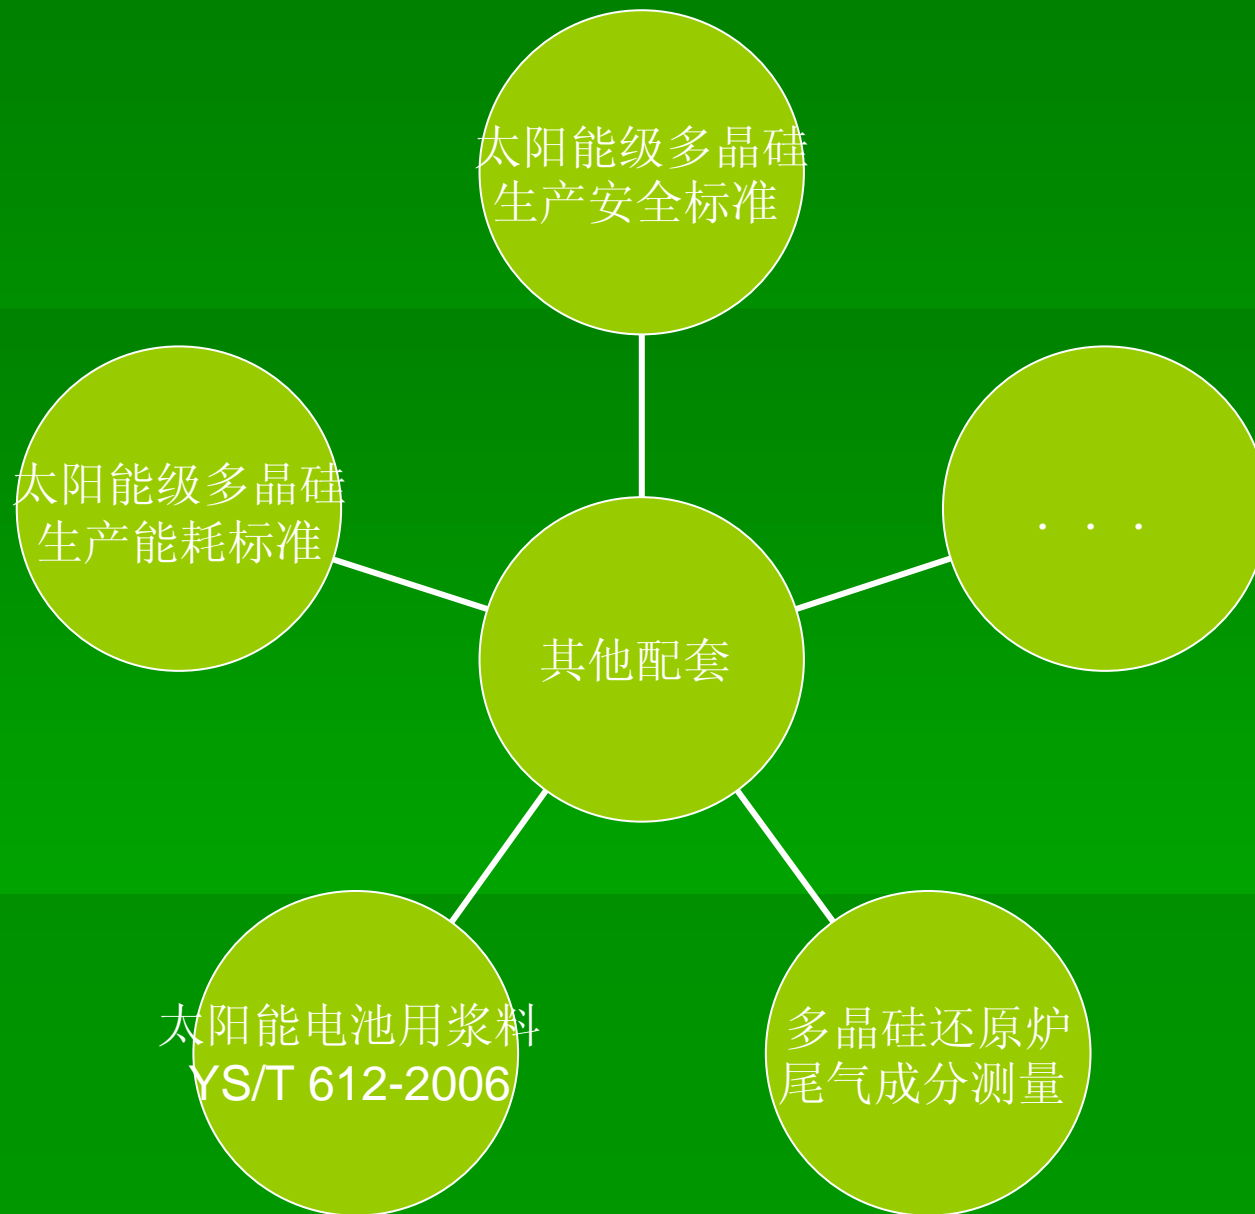 太阳能级多晶硅
生产安全标准
太阳能级多晶硅
生产能耗标准
. . .
其他配套
太阳能电池用浆料
YS/T 612-2006
多晶硅还原炉
尾气成分测量